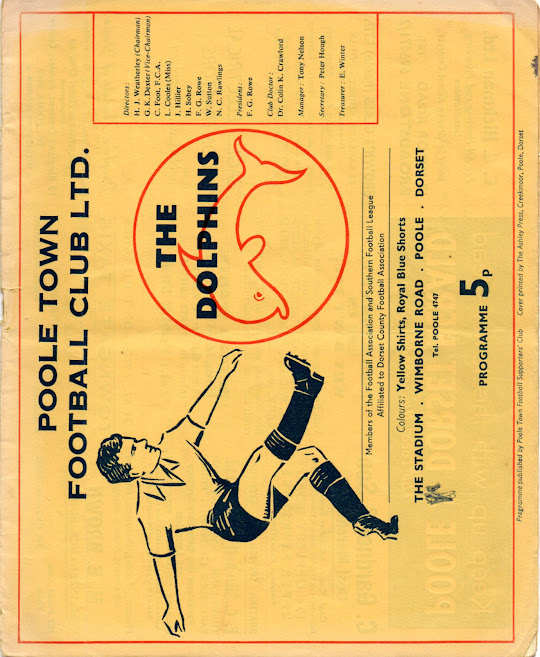 POOLE TOWN
FOOTBALL CLUB LTD.
Directors:
H. J. Weatherley (Chairman)
G. K. Dexter (Vice-Chairman)
C. Foot, F.C.A.
L. Cooles (Miss)
J. Hillier
H. Sobey
F. G. Rowe
W. Sutton
N. C. Rawlings
President:
F. G. Rowe
Club Doctor:
Dr. Colin K. Crawford
Manager: Tony Nelson
Secretary: Peter Hough
Treasurer: E. Winter
THE
DOLPHINS
Members of the Football Association and Southern Football League
Affiliated to Dorset County Football Association
Colours: Yellow Shirts, Royal Blue Shorts
THE STADIUM . WIMBORNE ROAD . POOLE . DORSET
Tel. POOLE 4747
PROGRAMME 5p
Programme published by Poole Town Football Supporters' Club Cover printed by The Ashley Press, Creekmoor, Poole, Dorset